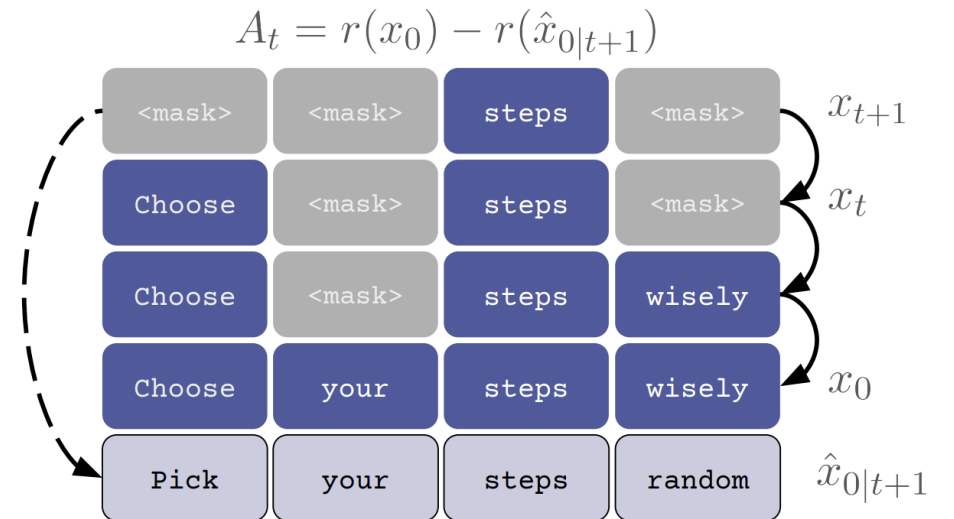 A_t = r(x_0) − r(x̂_{0|t+1})
<mask> <mask> steps <mask> x_{t+1}
Choose <mask> steps <mask> x_t
Choose <mask> steps wisely
Choose your steps wisely x_0
Pick your steps random x̂_{0|t+1}